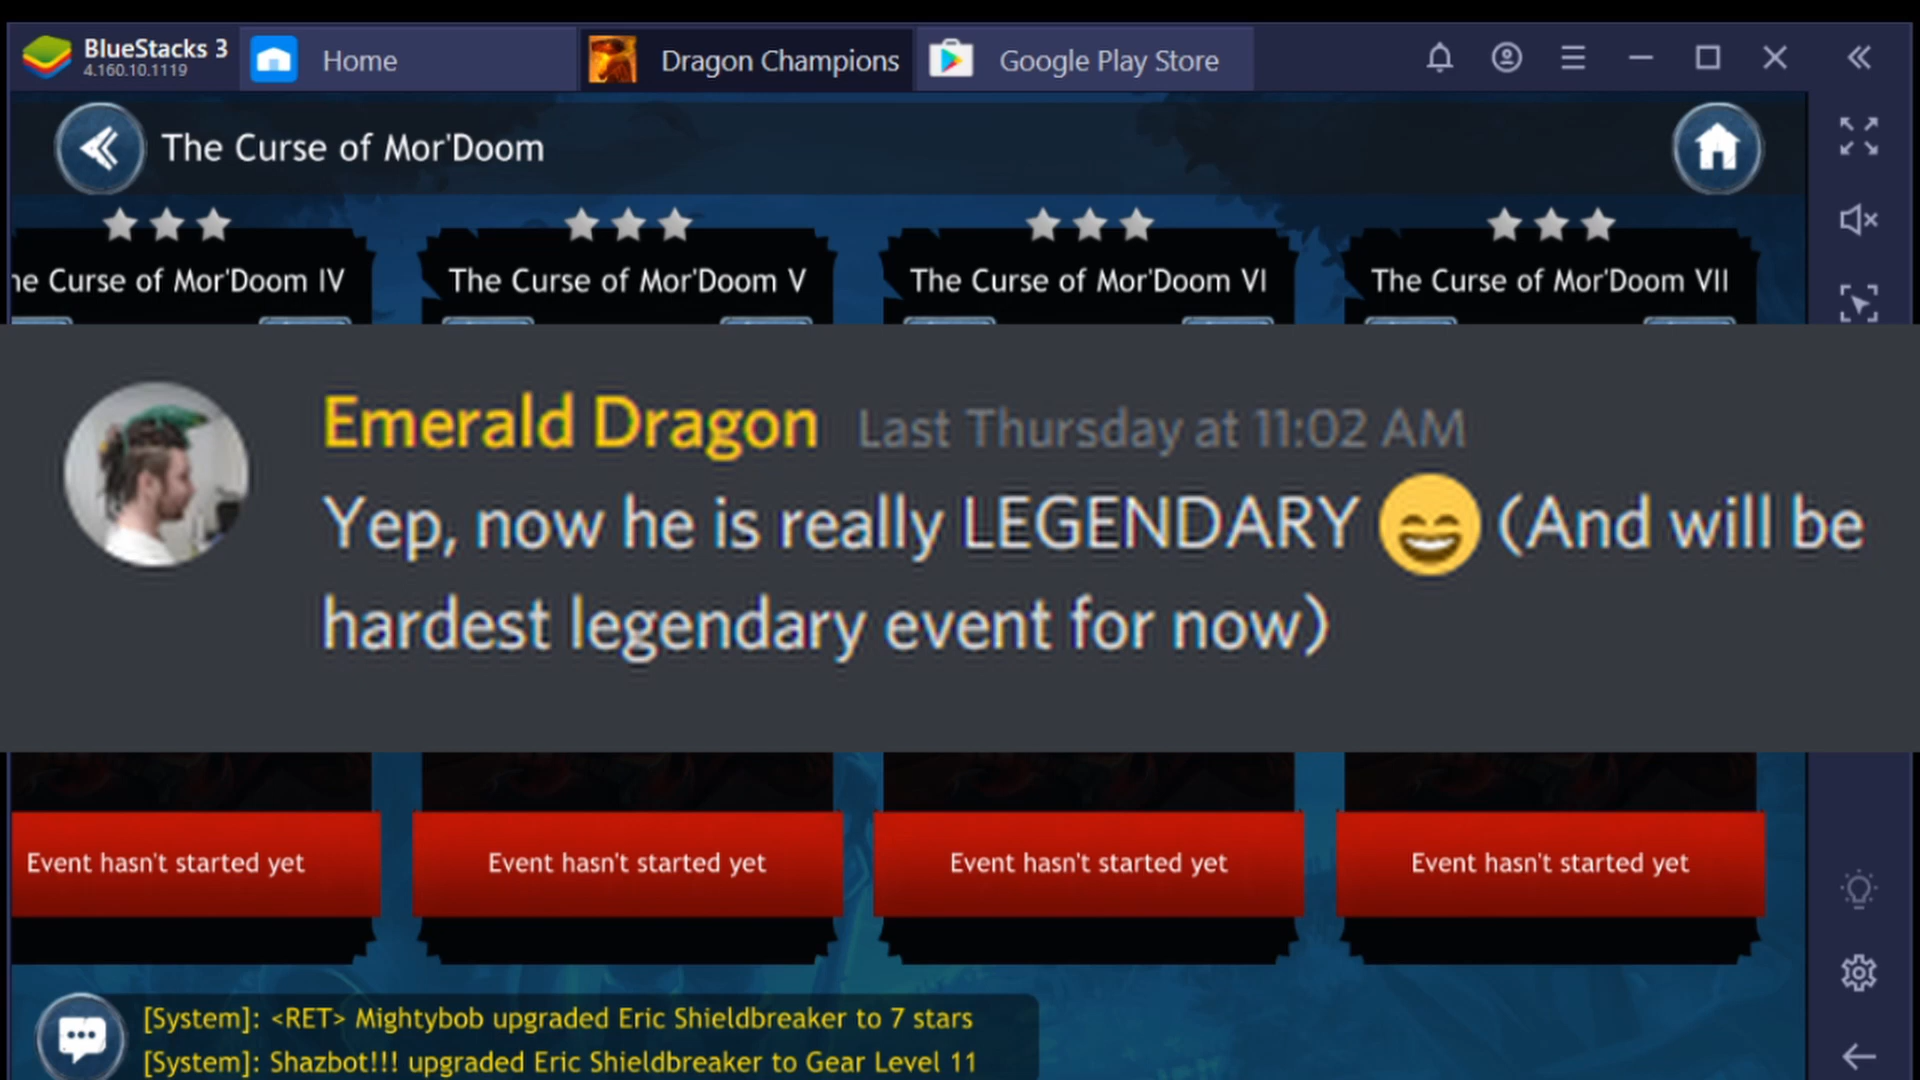 BlueStacks 3
4.160.10.1119
Home
Dragon Champions
Google Play Store
The Curse of Mor'Doom
he Curse of Mor'Doom IV
The Curse of Mor'Doom V
The Curse of Mor'Doom VI
The Curse of Mor'Doom VII
Emerald Dragon Last Thursday at 11:02 AM
Yep, now he is really LEGENDARY 😄 (And will be
hardest legendary event for now)
Event hasn't started yet
Event hasn't started yet
Event hasn't started yet
Event hasn't started yet
[System]: <RET> Mightybob upgraded Eric Shieldbreaker to 7 stars
[System]: Shazbot!!! upgraded Eric Shieldbreaker to Gear Level 11